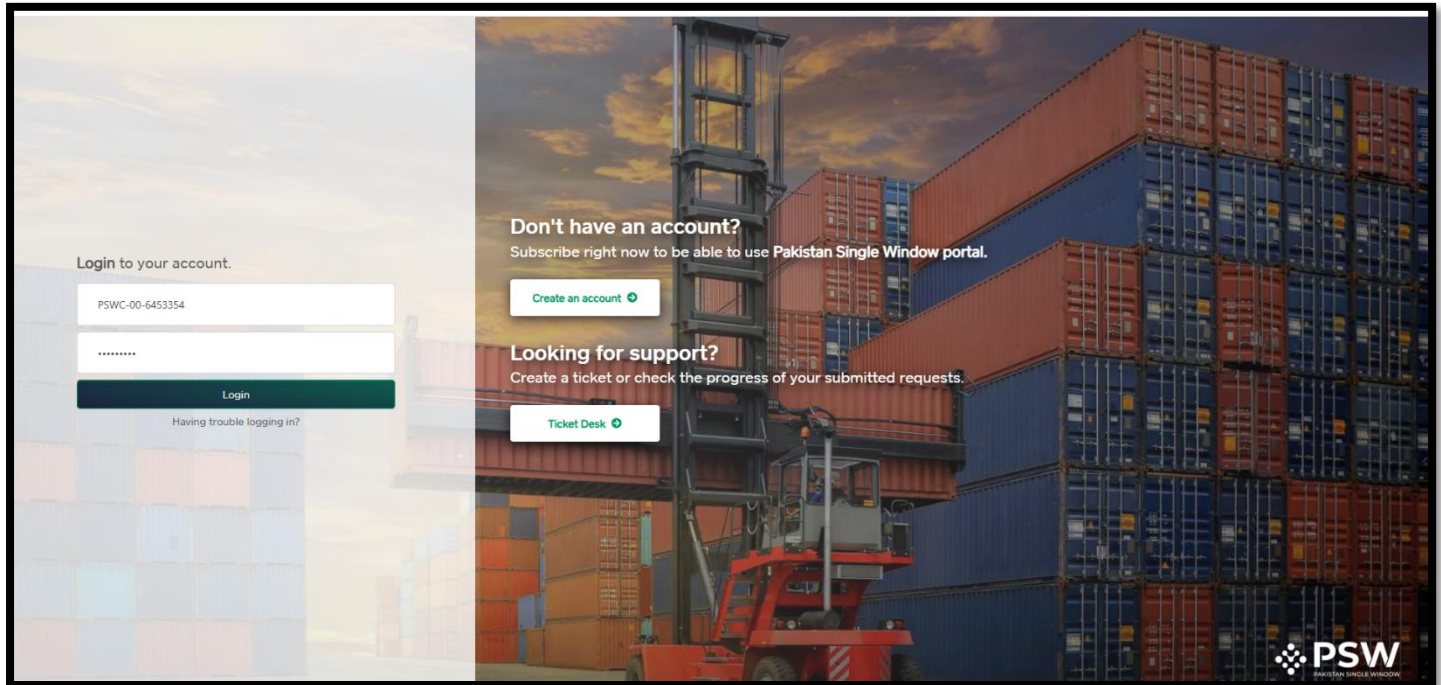 Login to your account.
PSWC-00-6453354
•••••••••
Login
Having trouble logging in?
Don't have an account?
Subscribe right now to be able to use Pakistan Single Window portal.
Create an account
Looking for support?
Create a ticket or check the progress of your submitted requests.
Ticket Desk
PSW
PAKISTAN SINGLE WINDOW